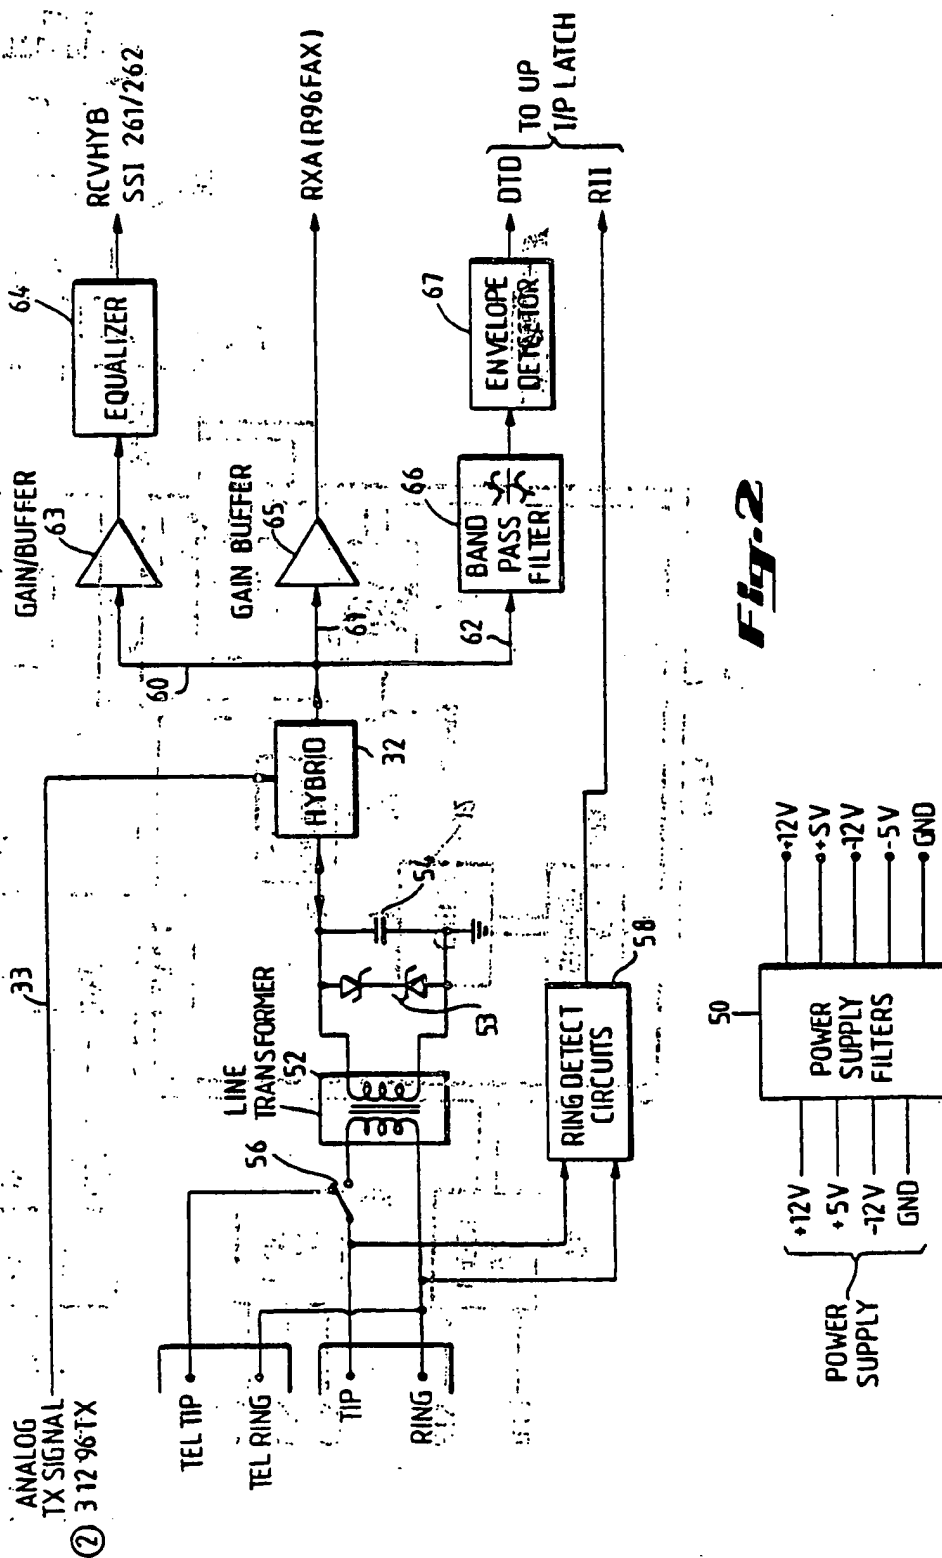 ANALOG
TX SIGNAL
33
② 3 12 96 TX
TEL TIP
TEL RING
TIP
RING
56
LINE
TRANSFORMER
52
53
54
15
HYBRID
32
60
61
62
GAIN/BUFFER
63
64
EQUALIZER
RCVHYB
SSI 261/262
GAIN BUFFER
65
RXA (R96FAX)
66
BAND
PASS
FILTER
67
ENVELOPE
DETECTOR
DTD
TO UP
I/P LATCH
RII
RING DETECT
CIRCUITS
58
POWER
SUPPLY
+12V
+5V
-12V
GND
50
POWER
SUPPLY
FILTERS
+12V
+5V
-12V
-5V
GND
Fig.2